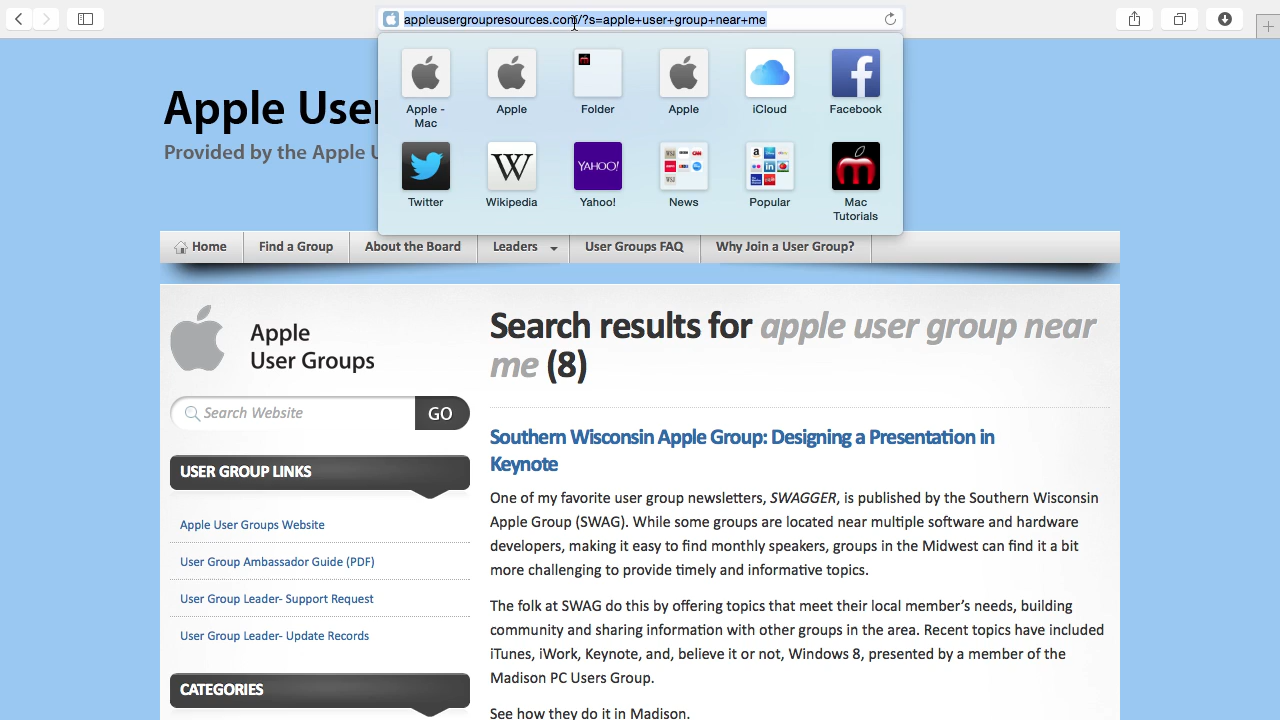 appleusergroupresources.com/?s=apple+user+group+near+me
Apple - Mac
Apple
Folder
Apple
iCloud
Facebook
Twitter
Wikipedia
Yahoo!
News
Popular
Mac Tutorials
Apple User
Provided by the Apple U
Home
Find a Group
About the Board
Leaders
User Groups FAQ
Why Join a User Group?
Apple
User Groups
Search Website
GO
USER GROUP LINKS
Apple User Groups Website
User Group Ambassador Guide (PDF)
User Group Leader- Support Request
User Group Leader- Update Records
CATEGORIES
Search results for apple user group near
me (8)
Southern Wisconsin Apple Group: Designing a Presentation in
Keynote
One of my favorite user group newsletters, SWAGGER, is published by the Southern Wisconsin
Apple Group (SWAG). While some groups are located near multiple software and hardware
developers, making it easy to find monthly speakers, groups in the Midwest can find it a bit
more challenging to provide timely and informative topics.
The folk at SWAG do this by offering topics that meet their local member's needs, building
community and sharing information with other groups in the area. Recent topics have included
iTunes, iWork, Keynote, and, believe it or not, Windows 8, presented by a member of the
Madison PC Users Group.
See how they do it in Madison.